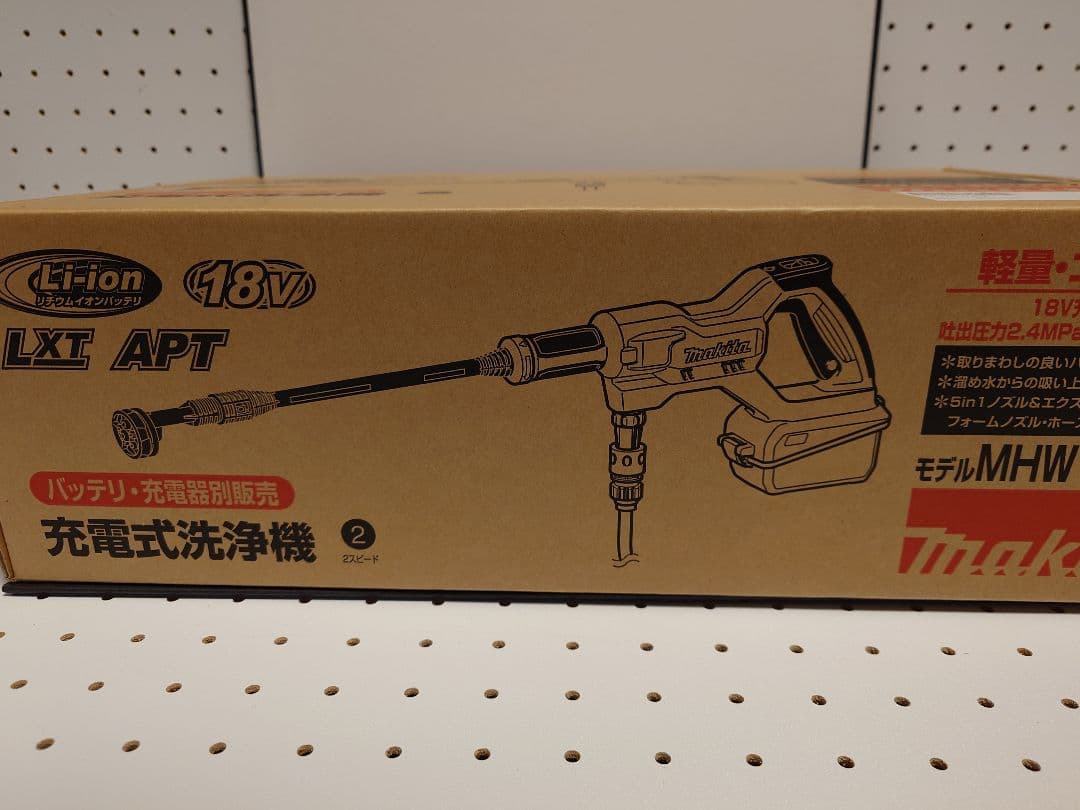 Li-ion
リチウムイオンバッテリ
18V
LXT APT
makita
バッテリ・充電器別販売
充電式洗浄機
2
2スピード
軽量・
18V
吐出圧力2.4MPa
＊取りまわしの良い
＊溜め水からの吸い上
＊5in1ノズル&エクス
フォームノズル・ホース
モデルMHW
mak